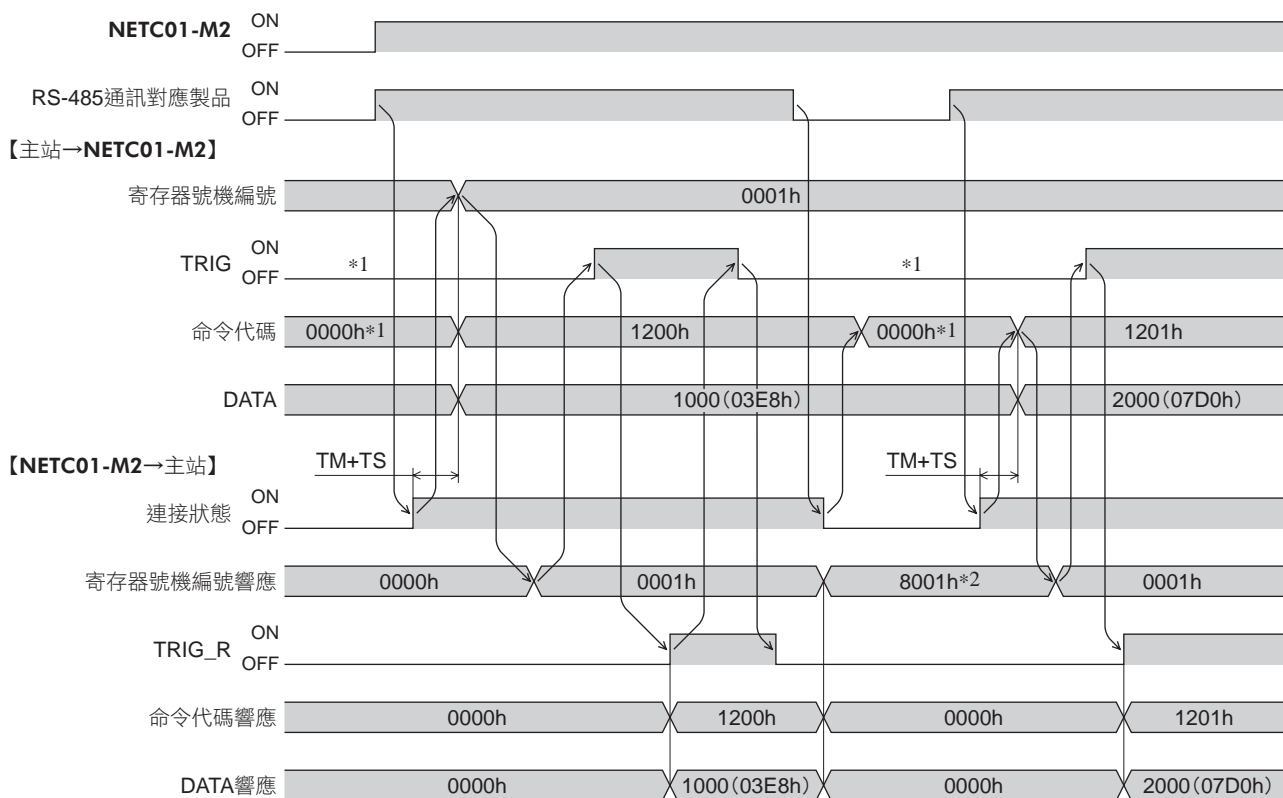 NETC01-M2 ON
OFF
RS-485通訊對應製品 ON
OFF
【主站→NETC01-M2】
寄存器號機編號 0001h
TRIG ON
OFF *1 *1
命令代碼 0000h*1 1200h 0000h*1 1201h
DATA 1000(03E8h) 2000(07D0h)
【NETC01-M2→主站】 TM+TS TM+TS
連接狀態 ON
OFF
寄存器號機編號響應 0000h 0001h 8001h*2 0001h
TRIG_R ON
OFF
命令代碼響應 0000h 1200h 0000h 1201h
DATA響應 0000h 1000(03E8h) 0000h 2000(07D0h)